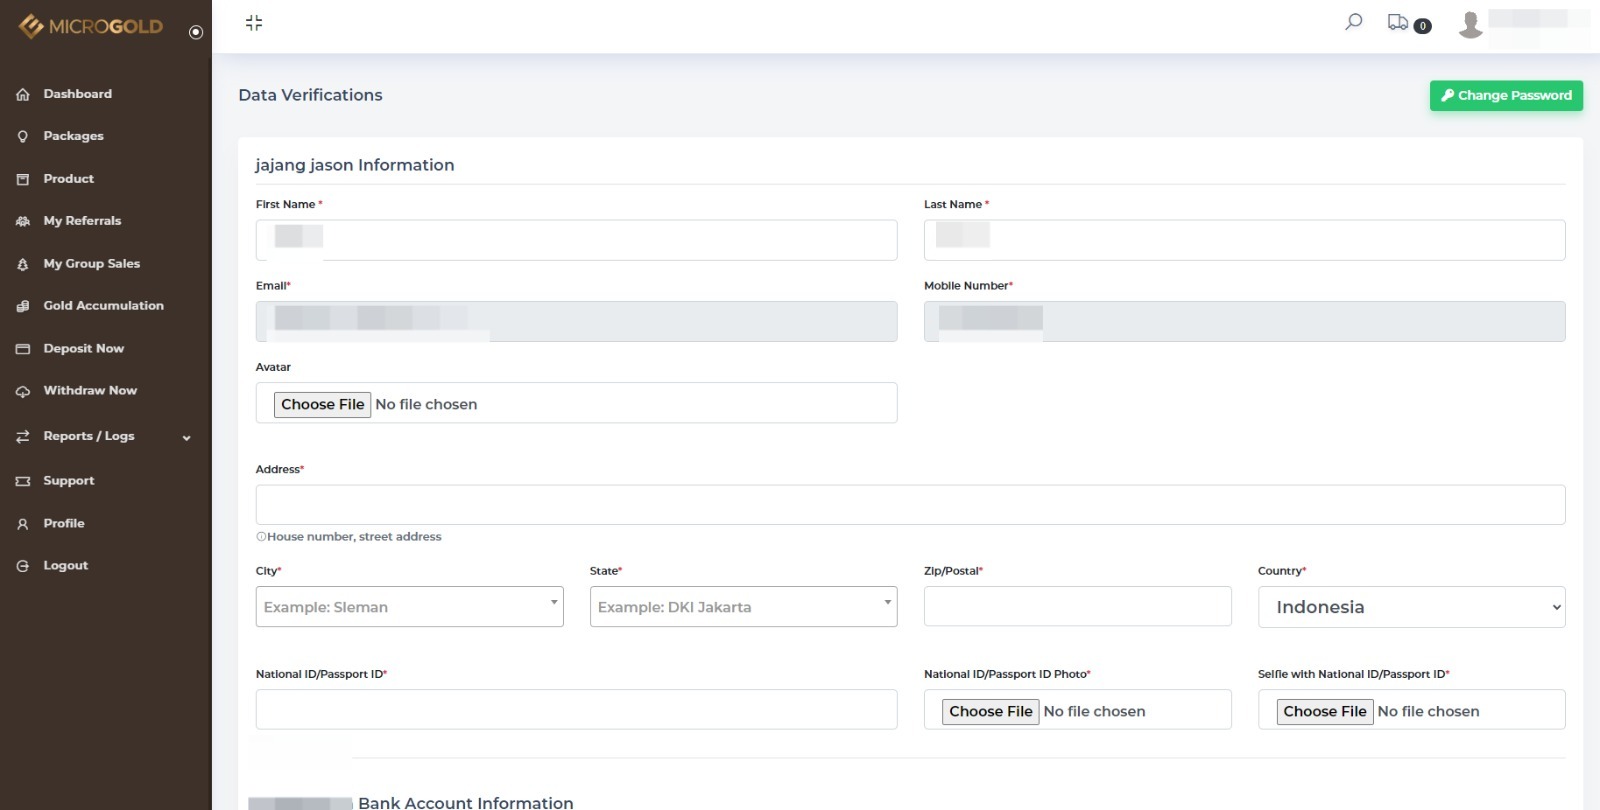 MICROGOLD
0
Dashboard
Packages
Product
My Referrals
My Group Sales
Gold Accumulation
Deposit Now
Withdraw Now
Reports / Logs
Support
Profile
Logout
Data Verifications
Change Password
jajang jason Information
First Name *
Last Name *
Email*
Mobile Number*
Avatar
Choose File No file chosen
Address*
House number, street address
City*
State*
Zip/Postal*
Country*
Example: Sleman
Example: DKI Jakarta
Indonesia
National ID/Passport ID*
National ID/Passport ID Photo*
Selfie with National ID/Passport ID*
Choose File No file chosen
Choose File No file chosen
Bank Account Information